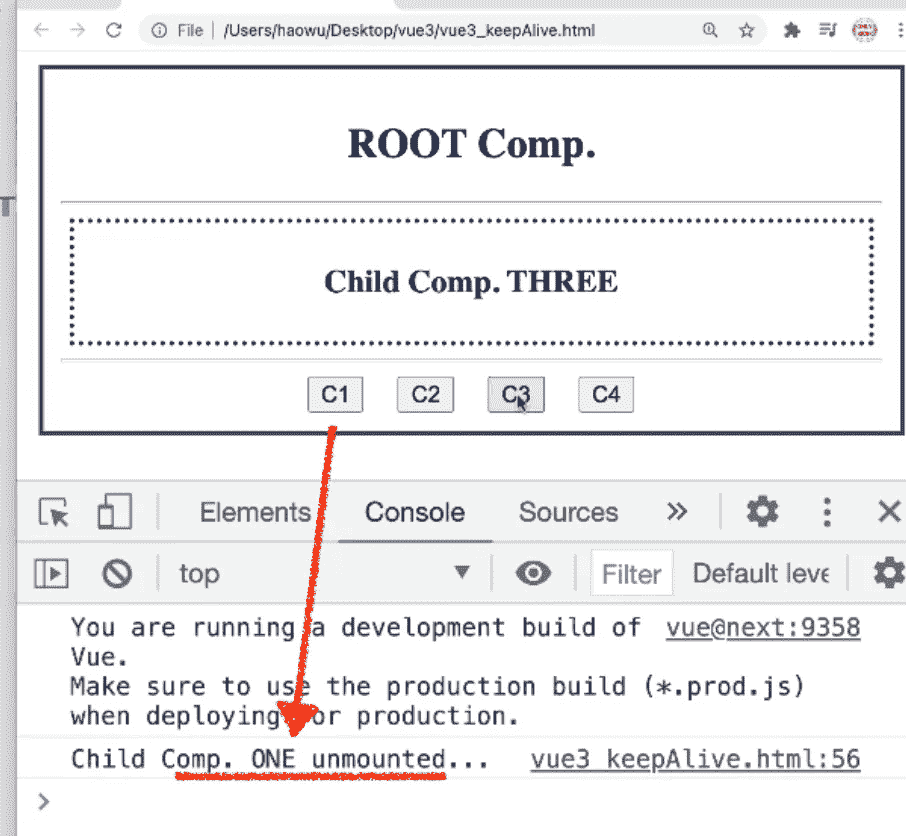 File | /Users/haowu/Desktop/vue3/vue3_keepAlive.html
ROOT Comp.
Child Comp. THREE
C1 C2 C3 C4
Elements Console Sources »
top ▼ Filter Default leve
You are running a development build of vue@next:9358
Vue.
Make sure to use the production build (*.prod.js)
when deploying for production.
Child Comp. ONE unmounted... vue3_keepAlive.html:56
>